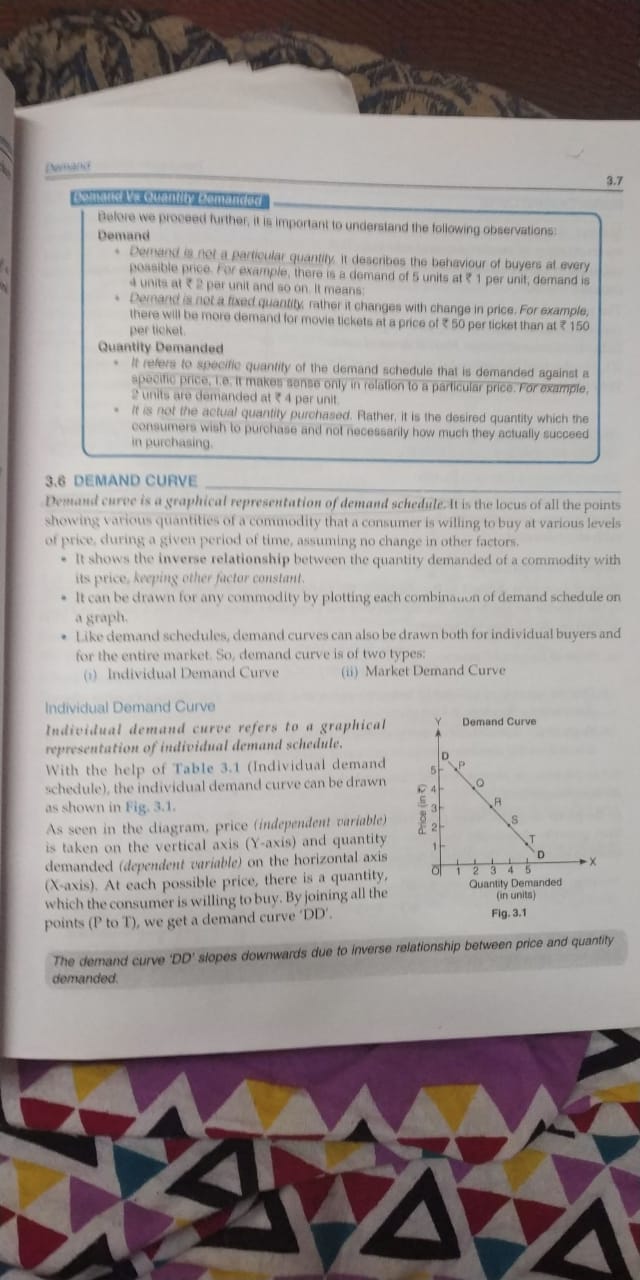 Demand
3.7
Demand Vs Quantity Demanded
Before we proceed further, it is important to understand the following observations:
Demand
• Demand is not a particular quantity. It describes the behaviour of buyers at every
possible price. For example, there is a demand of 5 units at ₹ 1 per unit, demand is
4 units at ₹ 2 per unit and so on. It means:
• Demand is not a fixed quantity, rather it changes with change in price. For example,
there will be more demand for movie tickets at a price of ₹ 50 per ticket than at ₹ 150
per ticket.
Quantity Demanded
• It refers to specific quantity of the demand schedule that is demanded against a
specific price, i.e. it makes sense only in relation to a particular price. For example,
2 units are demanded at ₹ 4 per unit.
• It is not the actual quantity purchased. Rather, it is the desired quantity which the
consumers wish to purchase and not necessarily how much they actually succeed
in purchasing.
3.6 DEMAND CURVE
Demand curve is a graphical representation of demand schedule. It is the locus of all the points
showing various quantities of a commodity that a consumer is willing to buy at various levels
of price, during a given period of time, assuming no change in other factors.
• It shows the inverse relationship between the quantity demanded of a commodity with
its price, keeping other factor constant.
• It can be drawn for any commodity by plotting each combination of demand schedule on
a graph.
• Like demand schedules, demand curves can also be drawn both for individual buyers and
for the entire market. So, demand curve is of two types:
(i) Individual Demand Curve (ii) Market Demand Curve
Individual Demand Curve
Individual demand curve refers to a graphical
representation of individual demand schedule.
With the help of Table 3.1 (Individual demand
schedule), the individual demand curve can be drawn
as shown in Fig. 3.1.
As seen in the diagram, price (independent variable)
is taken on the vertical axis (Y-axis) and quantity
demanded (dependent variable) on the horizontal axis
(X-axis). At each possible price, there is a quantity,
which the consumer is willing to buy. By joining all the
points (P to T), we get a demand curve 'DD'.
Y Demand Curve
D
5 P
4 Q
3 R
2 S
1 T
D
Price (in ₹)
O 1 2 3 4 5 X
Quantity Demanded
(in units)
Fig. 3.1
The demand curve 'DD' slopes downwards due to inverse relationship between price and quantity
demanded.